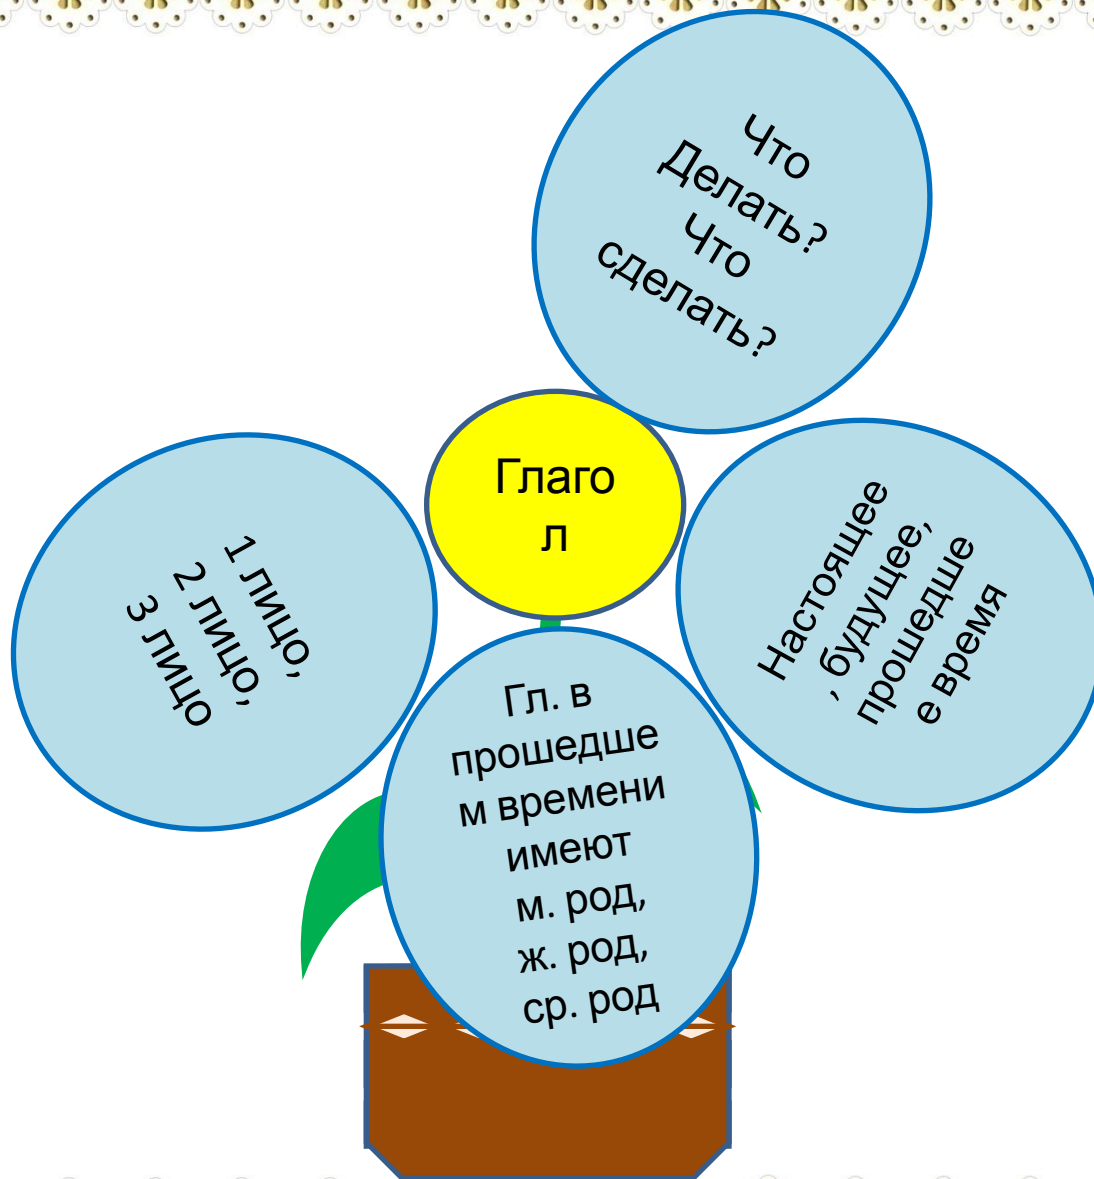 Что
Делать?
Что
сделать?
Глаго
л
1 лицо,
2 лицо,
3 лицо
Настоящее
, будущее,
прошедше
е время
Гл. в
прошедше
м времени
имеют
м. род,
ж. род,
ср. род